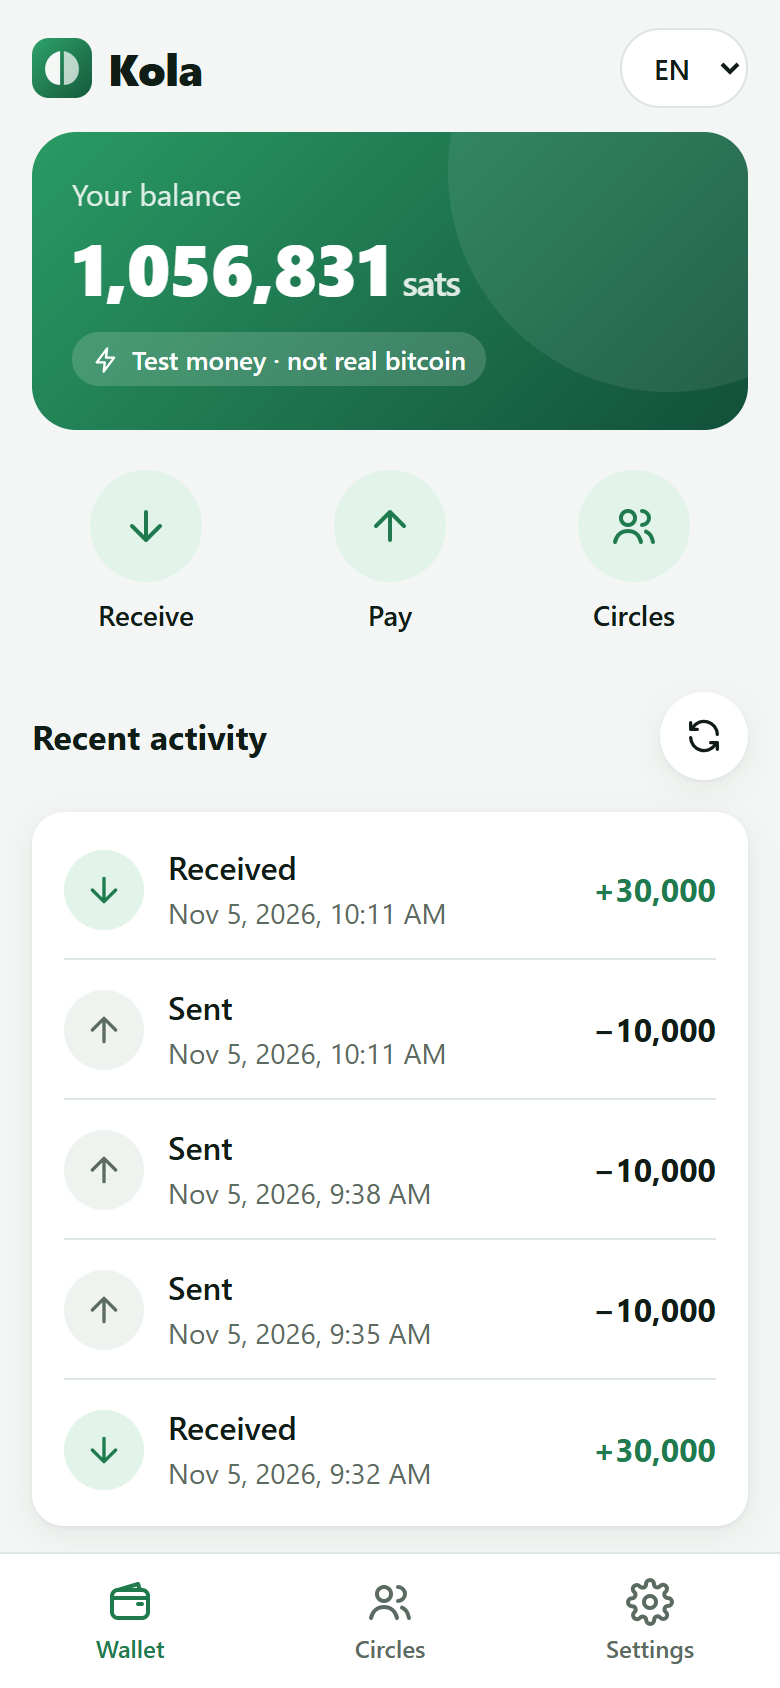 Kola
EN
Your balance
1,056,831 sats
Test money · not real bitcoin
Receive
Pay
Circles
Recent activity
Received
Nov 5, 2026, 10:11 AM
+30,000
Sent
Nov 5, 2026, 10:11 AM
−10,000
Sent
Nov 5, 2026, 9:38 AM
−10,000
Sent
Nov 5, 2026, 9:35 AM
−10,000
Received
Nov 5, 2026, 9:32 AM
+30,000
Wallet
Circles
Settings